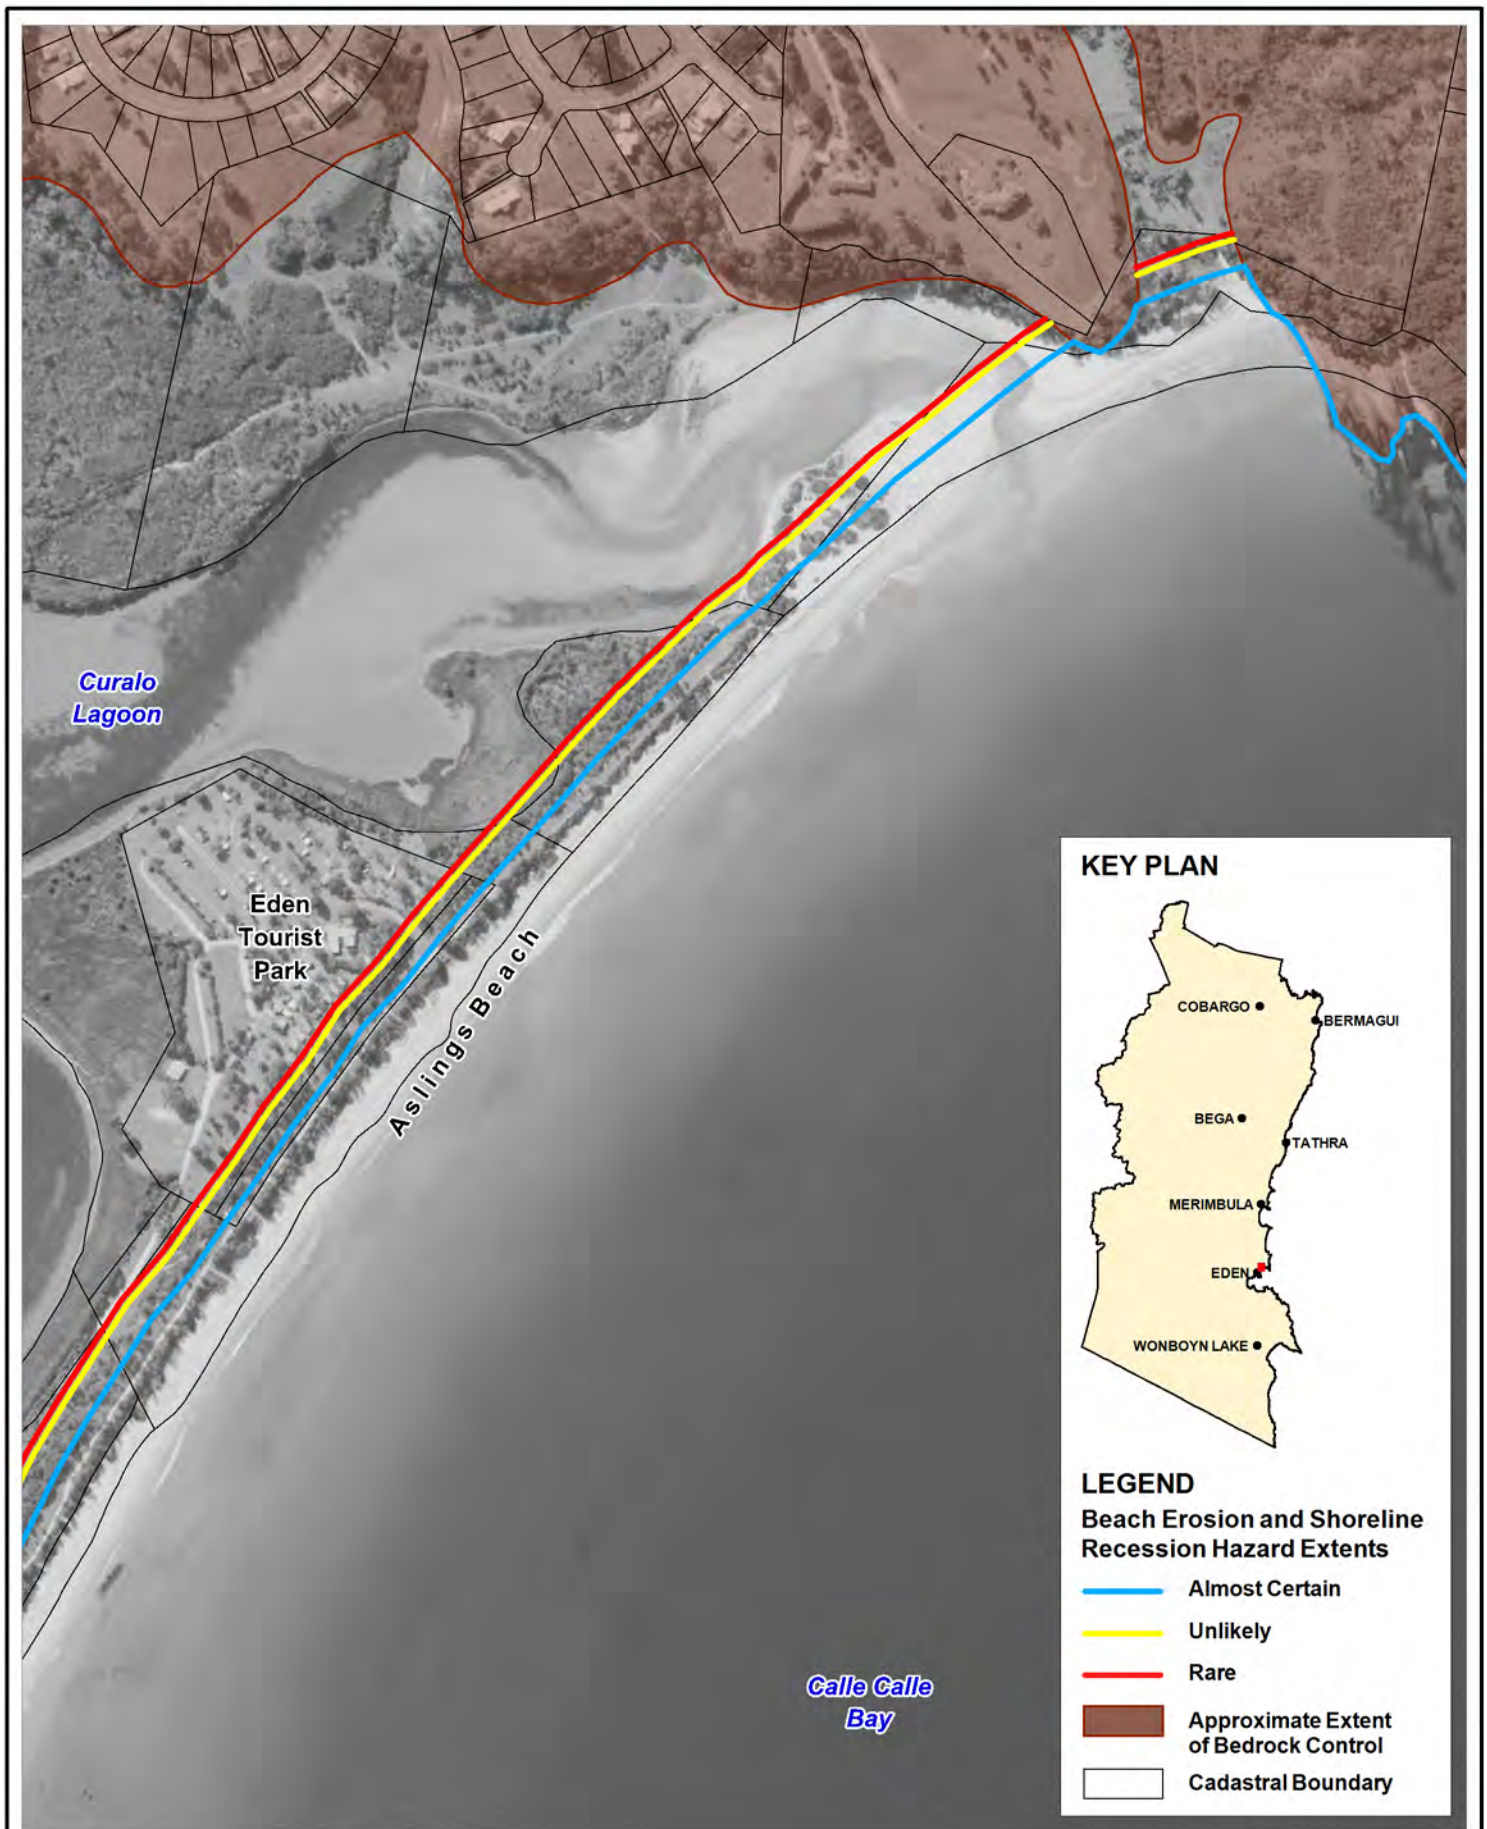 Curalo
Lagoon
Eden
Tourist
Park
Aslings Beach
Calle Calle
Bay
KEY PLAN
COBARGO
BERMAGUI
BEGA
TATHRA
MERIMBULA
EDEN
WONBOYN LAKE
LEGEND
Beach Erosion and Shoreline
Recession Hazard Extents
Almost Certain
Unlikely
Rare
Approximate Extent
of Bedrock Control
Cadastral Boundary